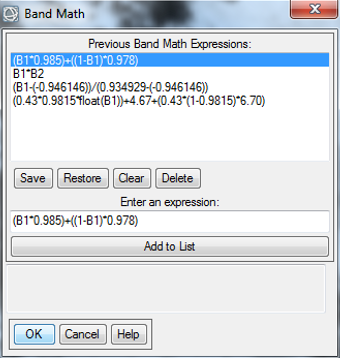 Band Math
Previous Band Math Expressions:
(B1*0.985)+((1-B1)*0.978)
B1*B2
(B1-(-0.946146))/(0.934929-(-0.946146))
(0.43*0.9815*float(B1))+4.67+(0.43*(1-0.9815)*6.70)
Save Restore Clear Delete
Enter an expression:
(B1*0.985)+((1-B1)*0.978)
Add to List
OK Cancel Help